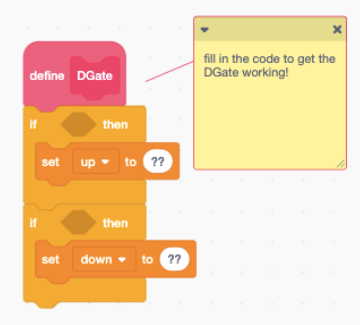 define DGate
fill in the code to get the
DGate working!
if then
set up to ??
if then
set down to ??